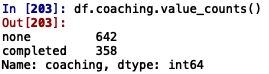 In [203]: df.coaching.value_counts()
Out[203]:
none 642
completed 358
Name: coaching, dtype: int64